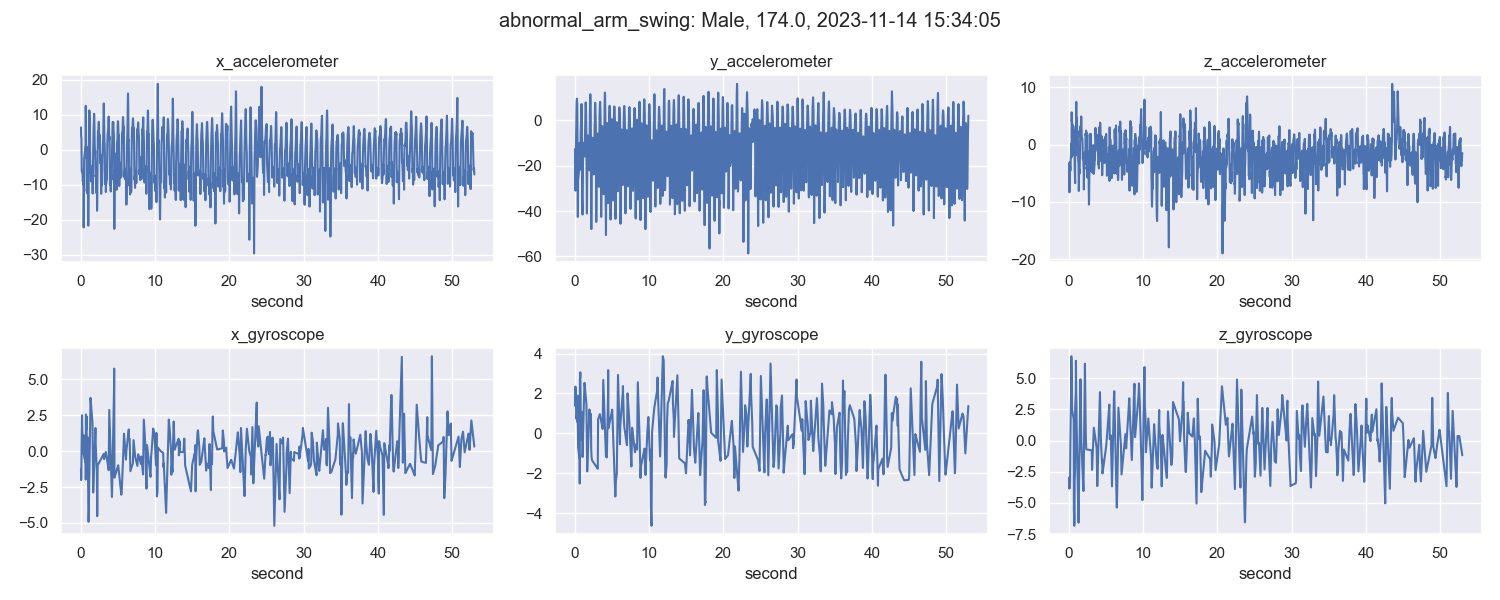 abnormal_arm_swing: Male, 174.0, 2023-11-14 15:34:05
x_accelerometer
20
10
0
−10
−20
−30
0 10 20 30 40 50
second
y_accelerometer
0
−20
−40
−60
0 10 20 30 40 50
second
z_accelerometer
10
0
−10
−20
0 10 20 30 40 50
second
x_gyroscope
5.0
2.5
0.0
−2.5
−5.0
0 10 20 30 40 50
second
y_gyroscope
4
2
0
−2
−4
0 10 20 30 40 50
second
z_gyroscope
5.0
2.5
0.0
−2.5
−5.0
−7.5
0 10 20 30 40 50
second